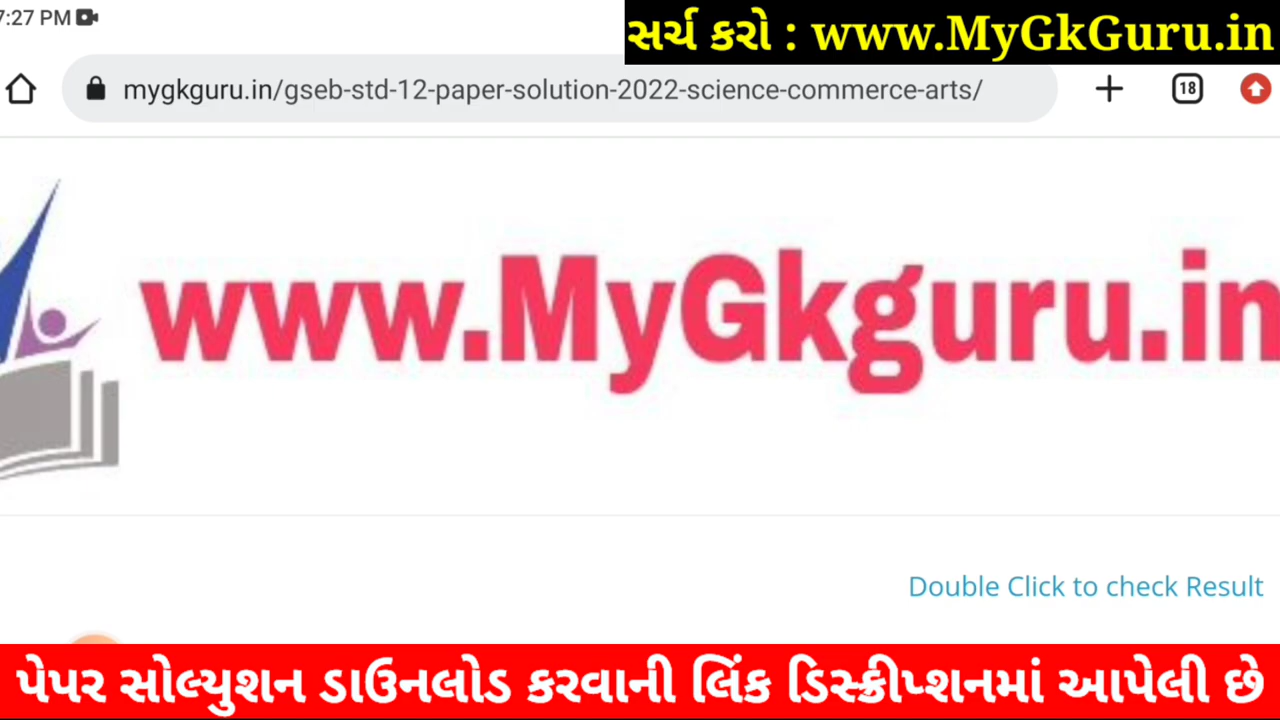 7:27 PM
સર્ચ કરો : www.MyGkGuru.in
mygkguru.in/gseb-std-12-paper-solution-2022-science-commerce-arts/
18
www.MyGkguru.in
Double Click to check Result
પેપર સોલ્યુશન ડાઉનલોડ કરવાની લિંક ડિસ્ક્રીપ્શનમાં આપેલી છે